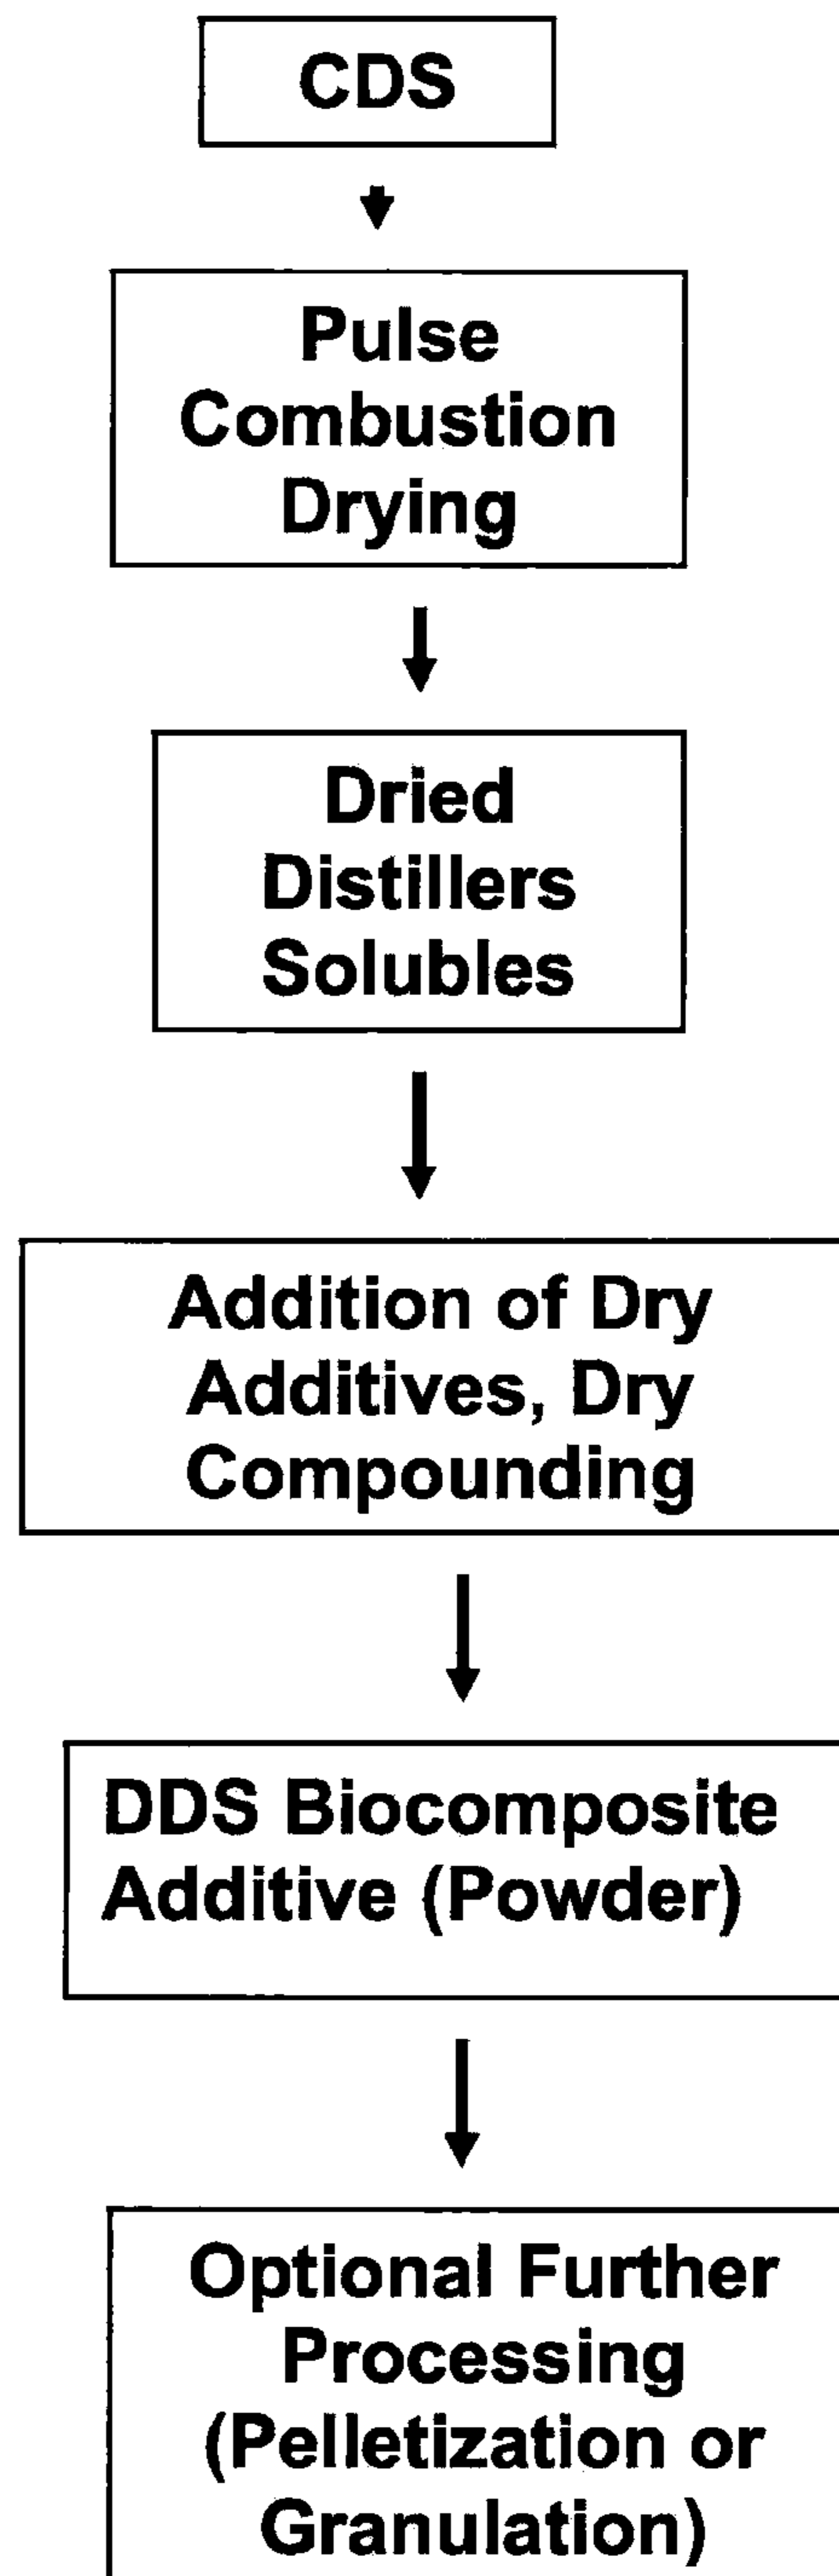 CDS
Pulse
Combustion
Drying
Dried
Distillers
Solubles
Addition of Dry
Additives, Dry
Compounding
DDS Biocomposite
Additive (Powder)
Optional Further
Processing
(Pelletization or
Granulation)